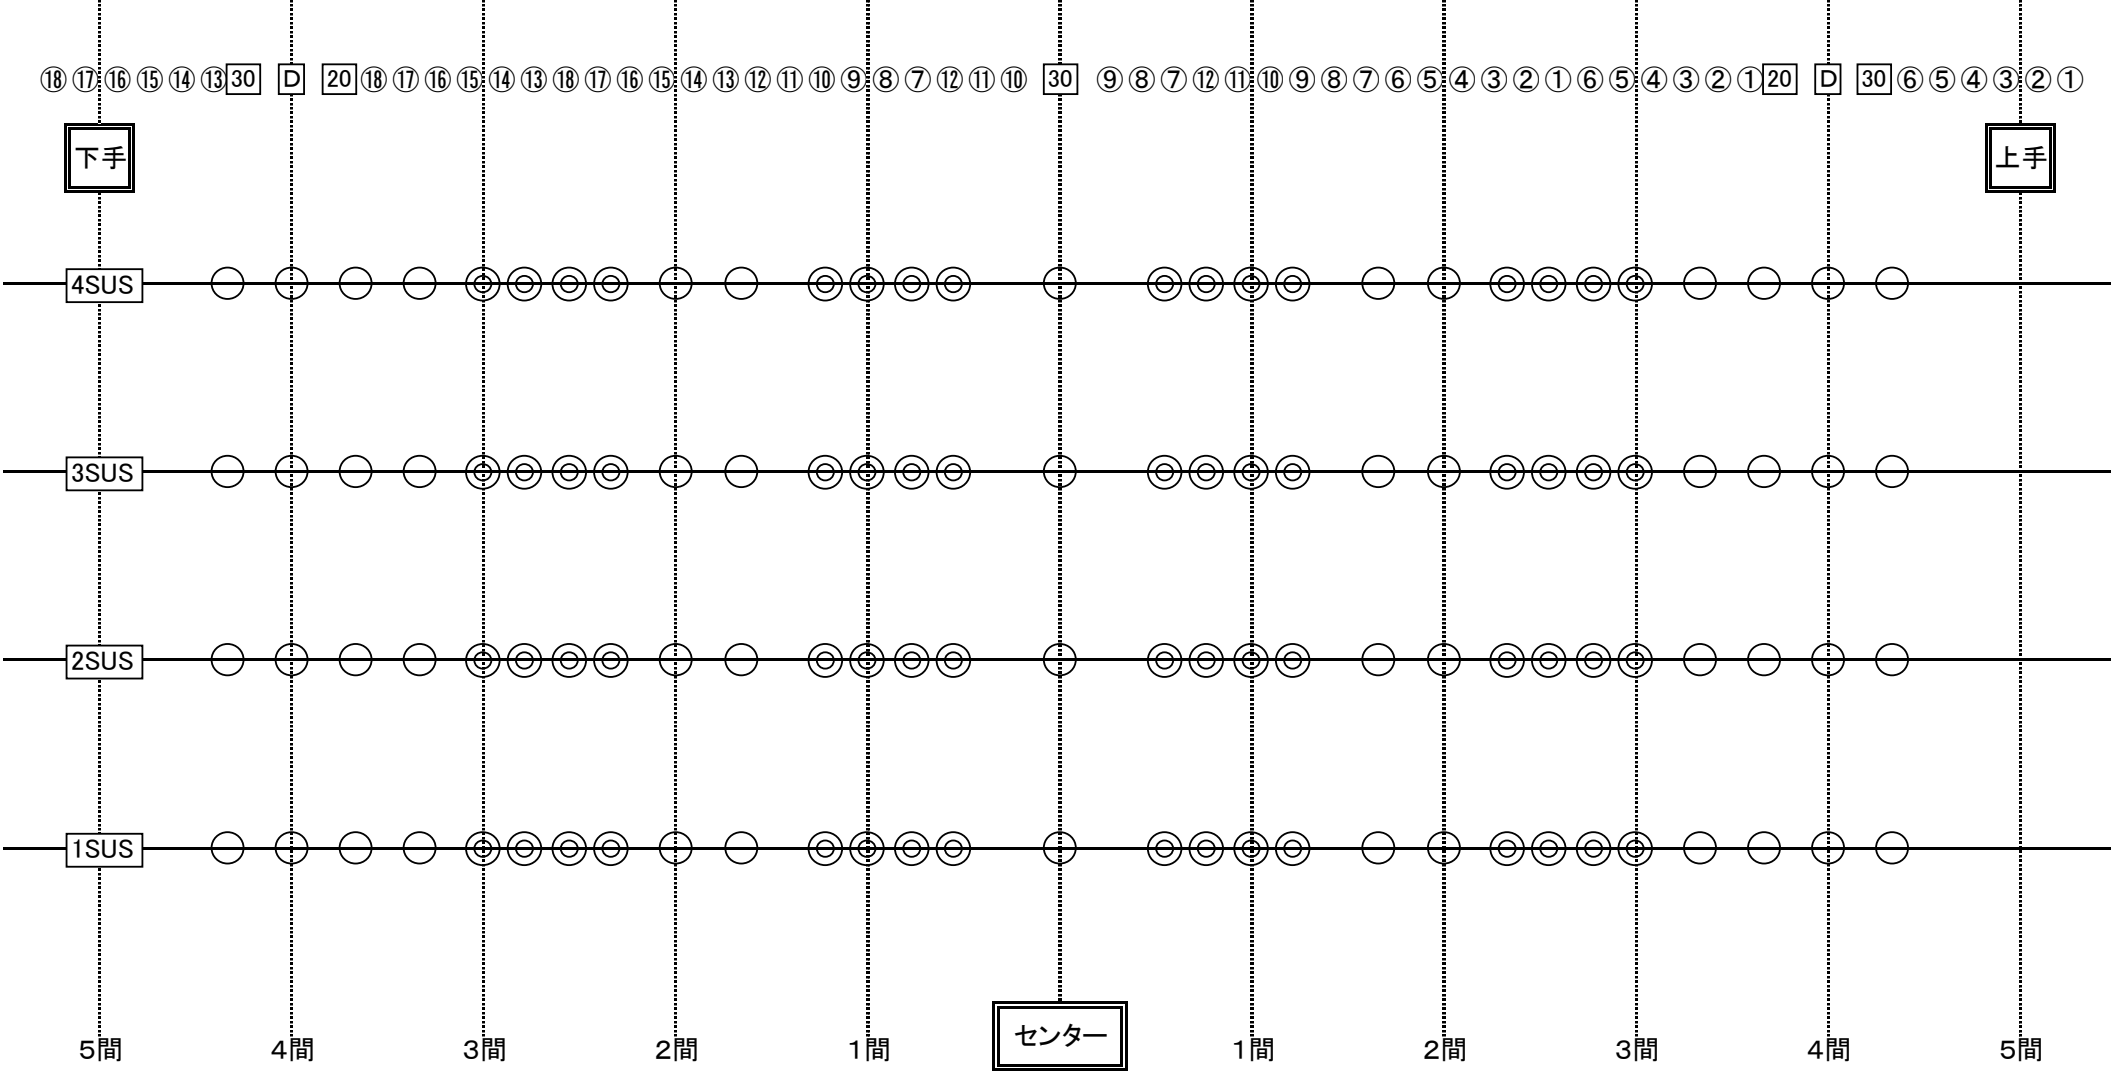 ⑱⑰⑯⑮⑭⑬30 D 20⑱⑰⑯⑮⑭⑬⑱⑰⑯⑮⑭⑬⑫⑪⑩⑨⑧⑦⑫⑪⑩ 30 ⑨⑧⑦⑫⑪⑩⑨⑧⑦⑥⑤④③②①⑥⑤④③②①20 D 30⑥⑤④③②①
下手 上手
4SUS
3SUS
2SUS
1SUS
センター
5間 4間 3間 2間 1間 1間 2間 3間 4間 5間